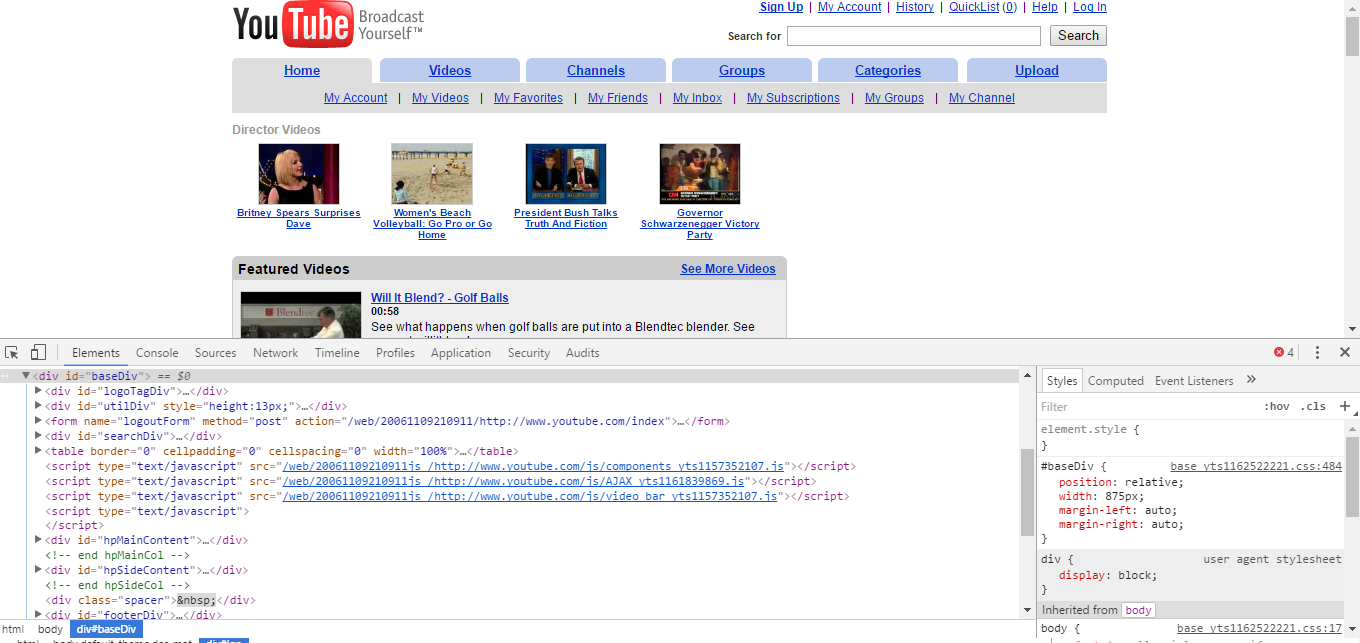 YouTube Broadcast Yourself™
Sign Up | My Account | History | QuickList (0) | Help | Log In
Search for Search
Home Videos Channels Groups Categories Upload
My Account | My Videos | My Favorites | My Friends | My Inbox | My Subscriptions | My Groups | My Channel
Director Videos
Britney Spears Surprises
Dave
Women's Beach
Volleyball: Go Pro or Go
Home
President Bush Talks
Truth And Fiction
Governor
Schwarzenegger Victory
Party
Featured Videos See More Videos
Blendtec
Will It Blend? - Golf Balls
00:58
See what happens when golf balls are put into a Blendtec blender. See
Elements Console Sources Network Timeline Profiles Application Security Audits 4
<div id="baseDiv"> == $0
<div id="logoTagDiv">…</div>
<div id="utilDiv" style="height:13px;">…</div>
<form name="logoutForm" method="post" action="/web/20061109210911/http://www.youtube.com/index">…</form>
<div id="searchDiv">…</div>
<table border="0" cellpadding="0" cellspacing="0" width="100%">…</table>
<script type="text/javascript" src="/web/20061109210911js_/http://www.youtube.com/js/components_yts1157352107.js"></script>
<script type="text/javascript" src="/web/20061109210911js_/http://www.youtube.com/js/AJAX_yts1161839869.js"></script>
<script type="text/javascript" src="/web/20061109210911js_/http://www.youtube.com/js/video_bar_yts1157352107.js"></script>
<script type="text/javascript">
</script>
<div id="hpMainContent">…</div>
<!-- end hpMainCol -->
<div id="hpSideContent">…</div>
<!-- end hpSideCol -->
<div class="spacer">&nbsp;</div>
<div id="footerDiv">…</div>
html body div#baseDiv
Styles Computed Event Listeners »
Filter :hov .cls +
element.style {
}
#baseDiv { base_yts1162522221.css:484
position: relative;
width: 875px;
margin-left: auto;
margin-right: auto;
}
div { user agent stylesheet
display: block;
}
Inherited from body
body { base_yts1162522221.css:17